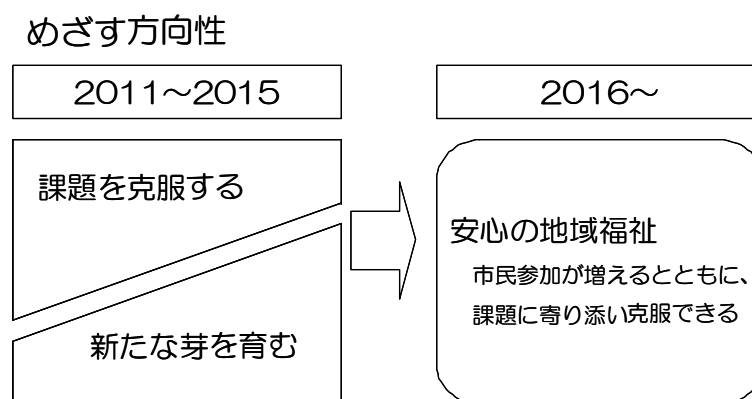 めざす方向性
2011～2015
2016～
課題を克服する
新たな芽を育む
安心の地域福祉
市民参加が増えるとともに、
課題に寄り添い克服できる